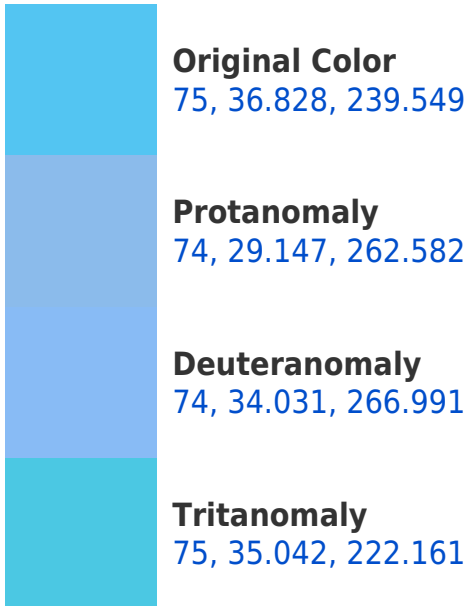 Original Color
75, 36.828, 239.549
Protanomaly
74, 29.147, 262.582
Deuteranomaly
74, 34.031, 266.991
Tritanomaly
75, 35.042, 222.161